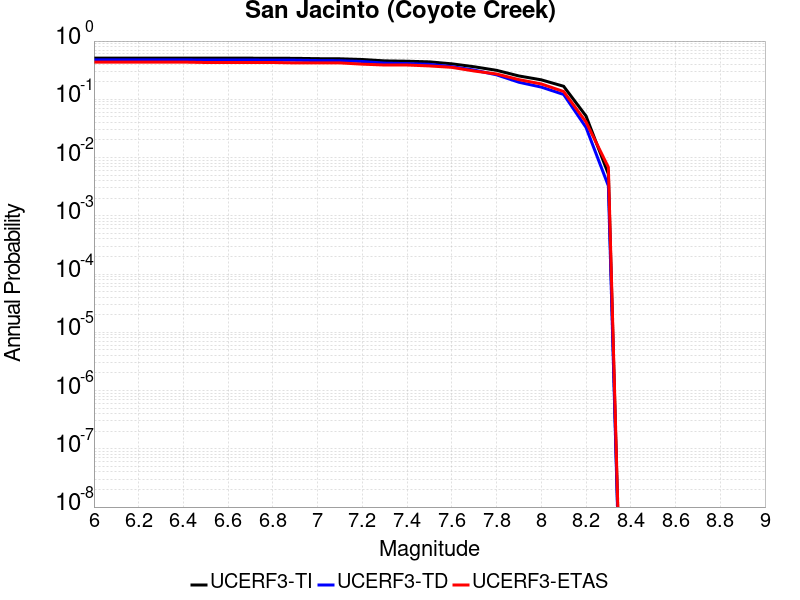 San Jacinto (Coyote Creek)
10^0
10^-1
10^-2
10^-3
10^-4
10^-5
10^-6
10^-7
10^-8
Annual Probability
6 6.2 6.4 6.6 6.8 7 7.2 7.4 7.6 7.8 8 8.2 8.4 8.6 8.8 9
Magnitude
UCERF3-TI UCERF3-TD UCERF3-ETAS